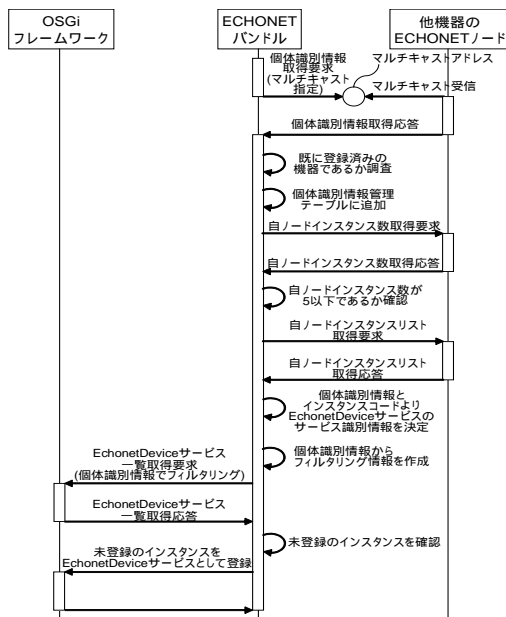 OSGi
フレームワーク
ECHONET
バンドル
他機器の
ECHONETノード
個体識別情報
取得要求
(マルチキャスト
指定)
マルチキャストアドレス
マルチキャスト受信
個体識別情報取得応答
既に登録済みの
機器であるか調査
個体識別情報管理
テーブルに追加
自ノードインスタンス数取得要求
自ノードインスタンス数取得応答
自ノードインスタンス数が
5以下であるか確認
自ノードインスタンスリスト
取得要求
自ノードインスタンスリスト
取得応答
個体識別情報と
インスタンスコードより
EchonetDeviceサービスの
サービス識別情報を決定
個体識別情報から
フィルタリング情報を作成
EchonetDeviceサービス
一覧取得要求
(個体識別情報でフィルタリング)
EchonetDeviceサービス
一覧取得応答
未登録のインスタンスを確認
未登録のインスタンスを
EchonetDeviceサービスとして登録